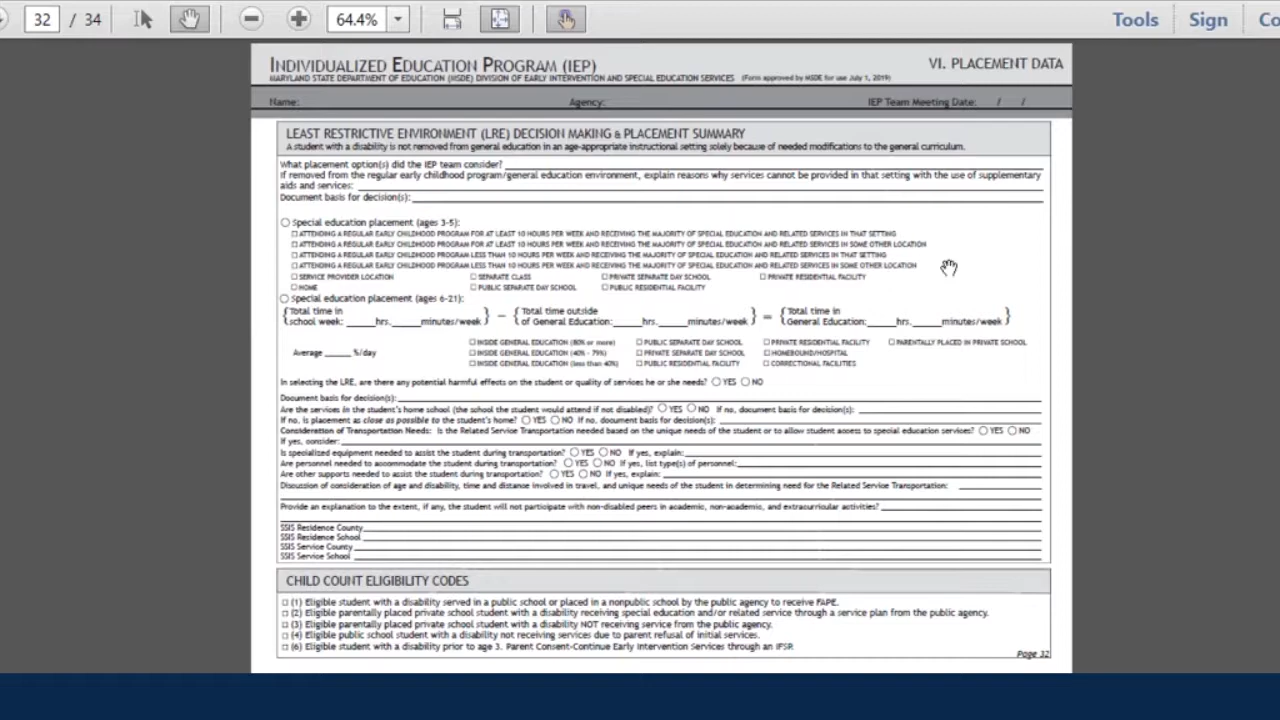 32 / 34 64.4% Tools Sign Co
INDIVIDUALIZED EDUCATION PROGRAM (IEP) VI. PLACEMENT DATA
MARYLAND STATE DEPARTMENT OF EDUCATION (MSDE) DIVISION OF EARLY INTERVENTION AND SPECIAL EDUCATION SERVICES (Form approved by MSDE for use July 1, 2019)
Name: Agency: IEP Team Meeting Date: / /
LEAST RESTRICTIVE ENVIRONMENT (LRE) DECISION MAKING & PLACEMENT SUMMARY
A student with a disability is not removed from general education in an age-appropriate instructional setting solely because of needed modifications to the general curriculum.
What placement option(s) did the IEP team consider?
If removed from the regular early childhood program/general education environment, explain reasons why services cannot be provided in that setting with the use of supplementary
aids and services:
Document basis for decision(s):
Special education placement (ages 3-5):
ATTENDING A REGULAR EARLY CHILDHOOD PROGRAM FOR AT LEAST 10 HOURS PER WEEK AND RECEIVING THE MAJORITY OF SPECIAL EDUCATION AND RELATED SERVICES IN THAT SETTING
ATTENDING A REGULAR EARLY CHILDHOOD PROGRAM FOR AT LEAST 10 HOURS PER WEEK AND RECEIVING THE MAJORITY OF SPECIAL EDUCATION AND RELATED SERVICES IN SOME OTHER LOCATION
ATTENDING A REGULAR EARLY CHILDHOOD PROGRAM LESS THAN 10 HOURS PER WEEK AND RECEIVING THE MAJORITY OF SPECIAL EDUCATION AND RELATED SERVICES IN THAT SETTING
ATTENDING A REGULAR EARLY CHILDHOOD PROGRAM LESS THAN 10 HOURS PER WEEK AND RECEIVING THE MAJORITY OF SPECIAL EDUCATION AND RELATED SERVICES IN SOME OTHER LOCATION
SERVICE PROVIDER LOCATION SEPARATE CLASS PRIVATE SEPARATE DAY SCHOOL PRIVATE RESIDENTIAL FACILITY
HOME PUBLIC SEPARATE DAY SCHOOL PUBLIC RESIDENTIAL FACILITY
Special education placement (ages 6-21):
Total time in Total time outside Total time in
school week: hrs. minutes/week − of General Education: hrs. minutes/week = General Education: hrs. minutes/week
INSIDE GENERAL EDUCATION (80% or more) PUBLIC SEPARATE DAY SCHOOL PRIVATE RESIDENTIAL FACILITY PARENTALLY PLACED IN PRIVATE SCHOOL
Average %/day INSIDE GENERAL EDUCATION (40% - 79%) PRIVATE SEPARATE DAY SCHOOL HOMEBOUND/HOSPITAL
INSIDE GENERAL EDUCATION (less than 40%) PUBLIC RESIDENTIAL FACILITY CORRECTIONAL FACILITIES
In selecting the LRE, are there any potential harmful effects on the student or quality of services he or she needs? YES NO
Document basis for decision(s):
Are the services in the student's home school (the school the student would attend if not disabled)? YES NO If no, document basis for decision(s):
If no, is placement as close as possible to the student's home? YES NO If no, document basis for decision(s):
Consideration of Transportation Needs: Is the Related Service Transportation needed based on the unique needs of the student or to allow student access to special education services? YES NO
If yes, consider:
Is specialized equipment needed to assist the student during transportation? YES NO If yes, explain:
Are personnel needed to accommodate the student during transportation? YES NO If yes, list type(s) of personnel:
Are other supports needed to assist the student during transportation? YES NO If yes, explain:
Discussion of consideration of age and disability, time and distance involved in travel, and unique needs of the student in determining need for the Related Service Transportation:
Provide an explanation to the extent, if any, the student will not participate with non-disabled peers in academic, non-academic, and extracurricular activities?
SSIS Residence County
SSIS Residence School
SSIS Service County
SSIS Service School
CHILD COUNT ELIGIBILITY CODES
(1) Eligible student with a disability served in a public school or placed in a nonpublic school by the public agency to receive FAPE.
(2) Eligible parentally placed private school student with a disability receiving special education and/or related service through a service plan from the public agency.
(3) Eligible parentally placed private school student with a disability NOT receiving service from the public agency.
(4) Eligible public school student with a disability not receiving services due to parent refusal of initial services.
(6) Eligible student with a disability prior to age 3. Parent Consent-Continue Early Intervention Services through an IFSP.
Page 32